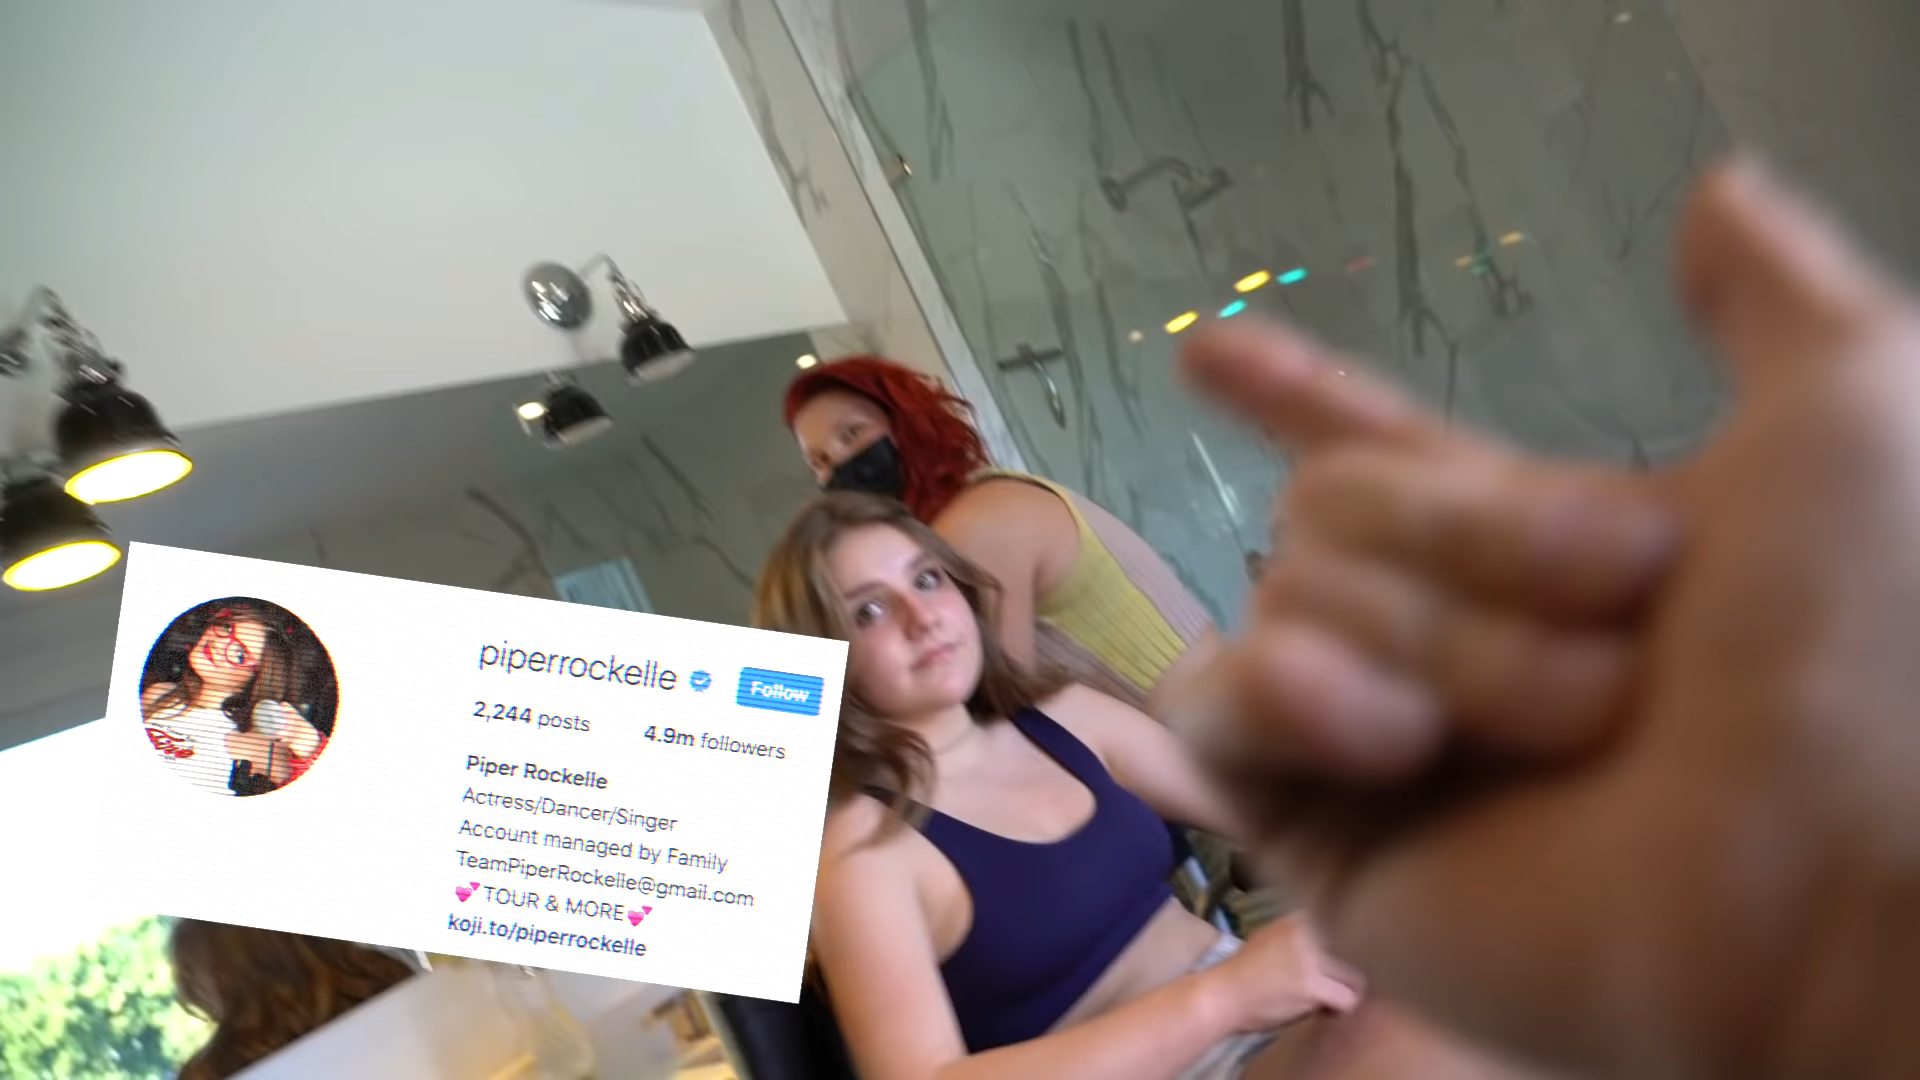 piperrockelle
Follow
2,244 posts
4.9m followers
Piper Rockelle
Actress/Dancer/Singer
Account managed by Family
TeamPiperRockelle@gmail.com
💕TOUR & MORE💕
koji.to/piperrockelle